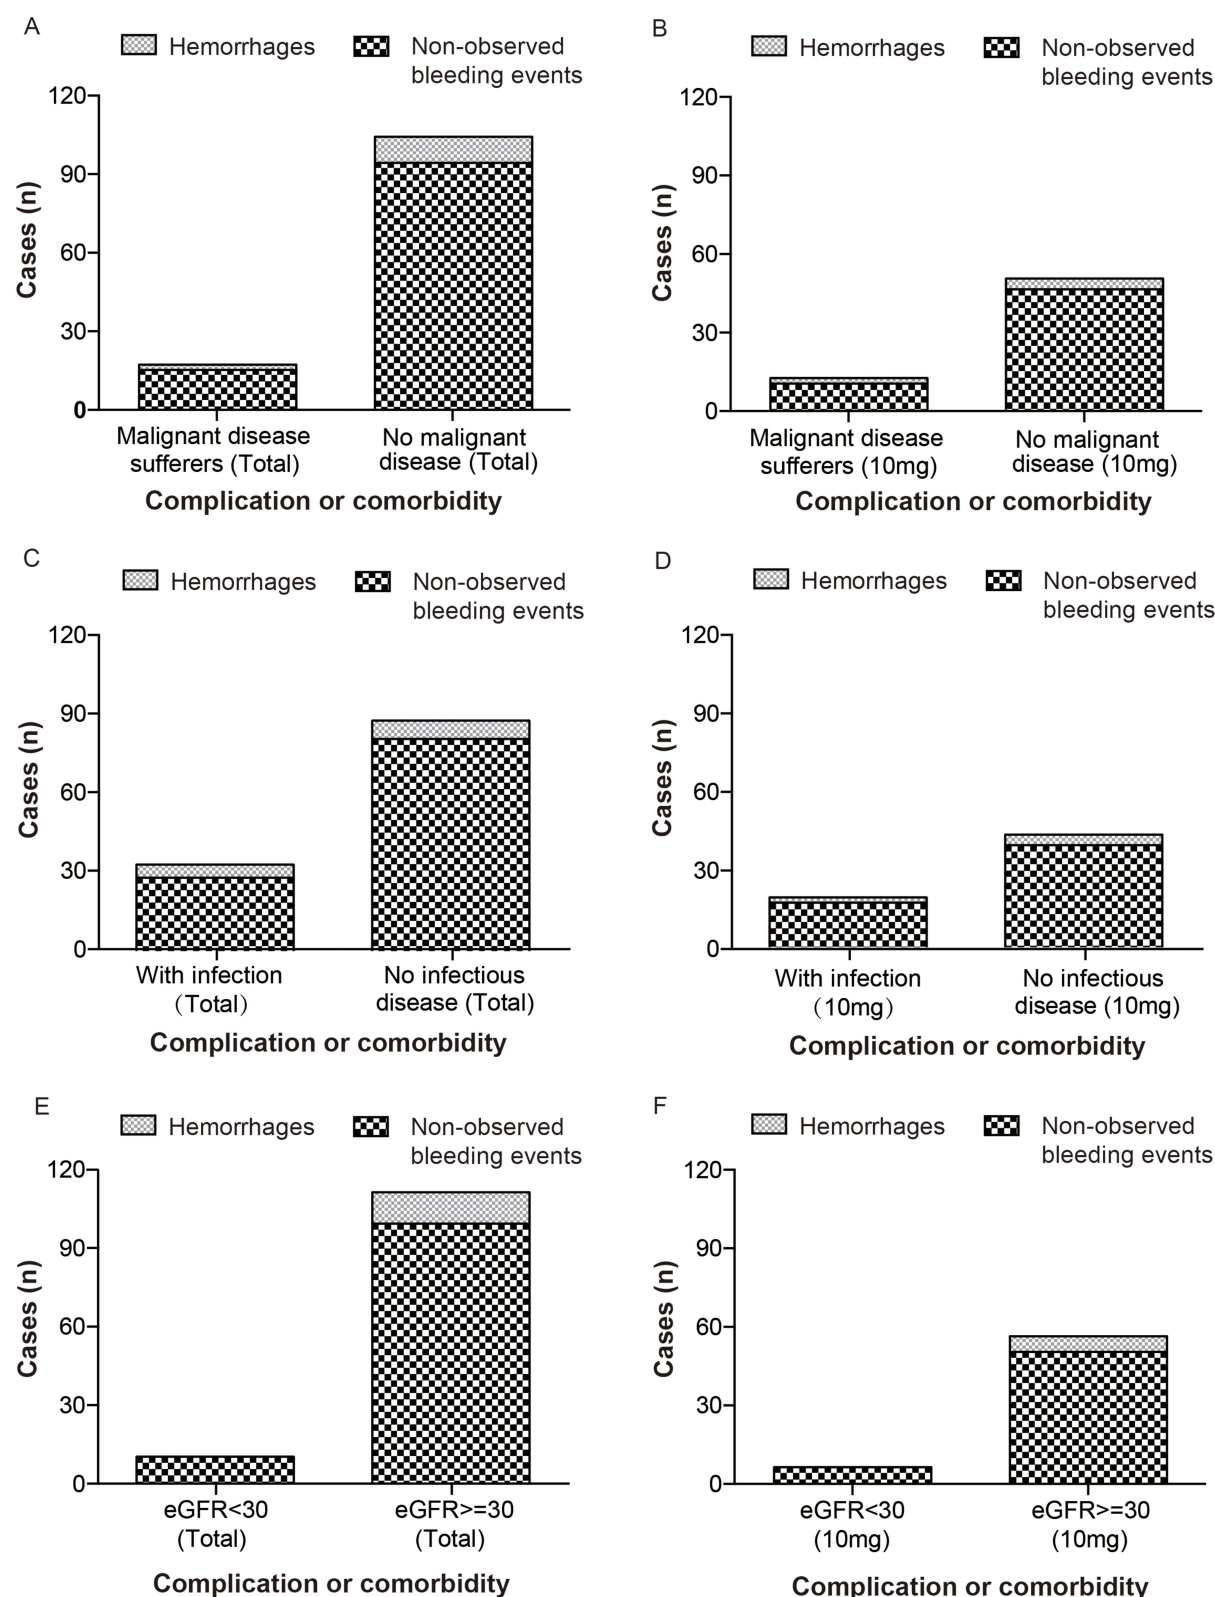 A
Hemorrhages
Non-observed
bleeding events
120
90
60
30
0
Cases (n)
Malignant disease
sufferers (Total)
No malignant
disease (Total)
Complication or comorbidity
B
Hemorrhages
Non-observed
bleeding events
120
90
60
30
0
Cases (n)
Malignant disease
sufferers (10mg)
No malignant
disease (10mg)
Complication or comorbidity
C
Hemorrhages
Non-observed
bleeding events
120
90
60
30
0
Cases (n)
With infection
（Total）
No infectious
disease (Total)
Complication or comorbidity
D
Hemorrhages
Non-observed
bleeding events
120
90
60
30
0
Cases (n)
With infection
（10mg）
No infectious
disease (10mg)
Complication or comorbidity
E
Hemorrhages
Non-observed
bleeding events
120
90
60
30
0
Cases (n)
eGFR<30
(Total)
eGFR>=30
(Total)
Complication or comorbidity
F
Hemorrhages
Non-observed
bleeding events
120
90
60
30
0
Cases (n)
eGFR<30
(10mg)
eGFR>=30
(10mg)
Complication or comorbidity